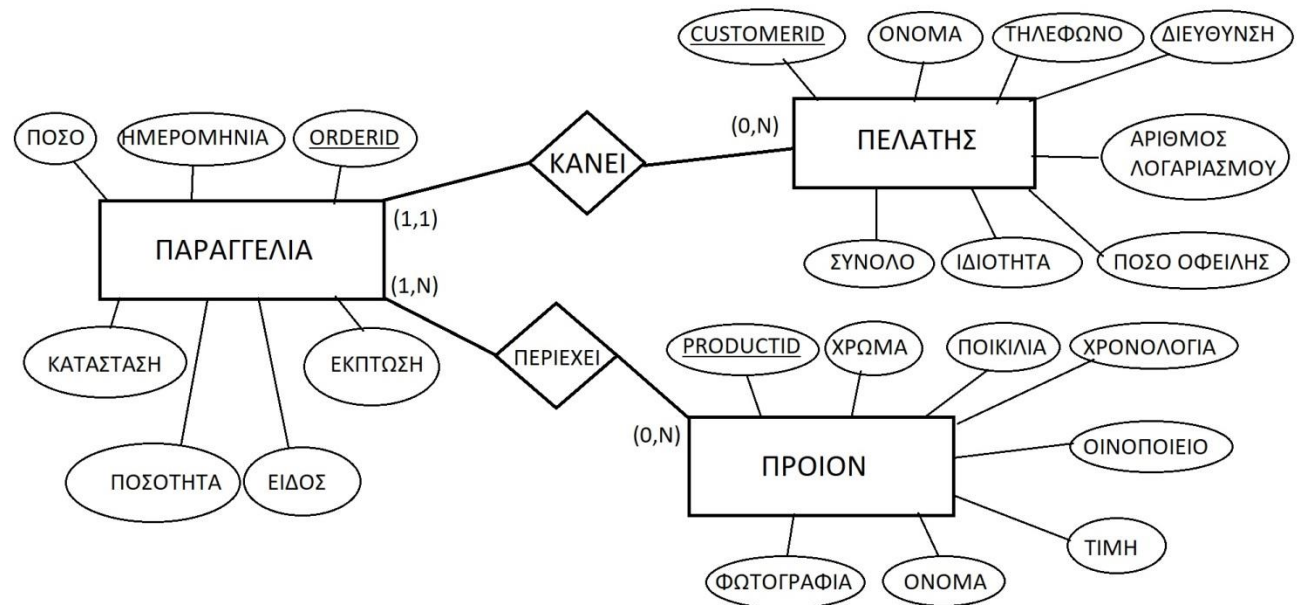 CUSTOMERID
ΟΝΟΜΑ
ΤΗΛΕΦΩΝΟ
ΔΙΕΥΘΥΝΣΗ
ΠΟΣΟ
ΗΜΕΡΟΜΗΝΙΑ
ORDERID
ΚΑΝΕΙ
(0,N)
ΠΕΛΑΤΗΣ
ΑΡΙΘΜΟΣ
ΛΟΓΑΡΙΑΣΜΟΥ
ΠΑΡΑΓΓΕΛΙΑ
(1,1)
(1,N)
ΣΥΝΟΛΟ
ΙΔΙΟΤΗΤΑ
ΠΟΣΟ ΟΦΕΙΛΗΣ
ΚΑΤΑΣΤΑΣΗ
ΕΚΠΤΩΣΗ
ΠΕΡΙΕΧΕΙ
PRODUCTID
ΧΡΩΜΑ
ΠΟΙΚΙΛΙΑ
ΧΡΟΝΟΛΟΓΙΑ
(0,N)
ΠΡΟΙΟΝ
ΟΙΝΟΠΟΙΕΙΟ
ΠΟΣΟΤΗΤΑ
ΕΙΔΟΣ
ΤΙΜΗ
ΦΩΤΟΓΡΑΦΙΑ
ΟΝΟΜΑ